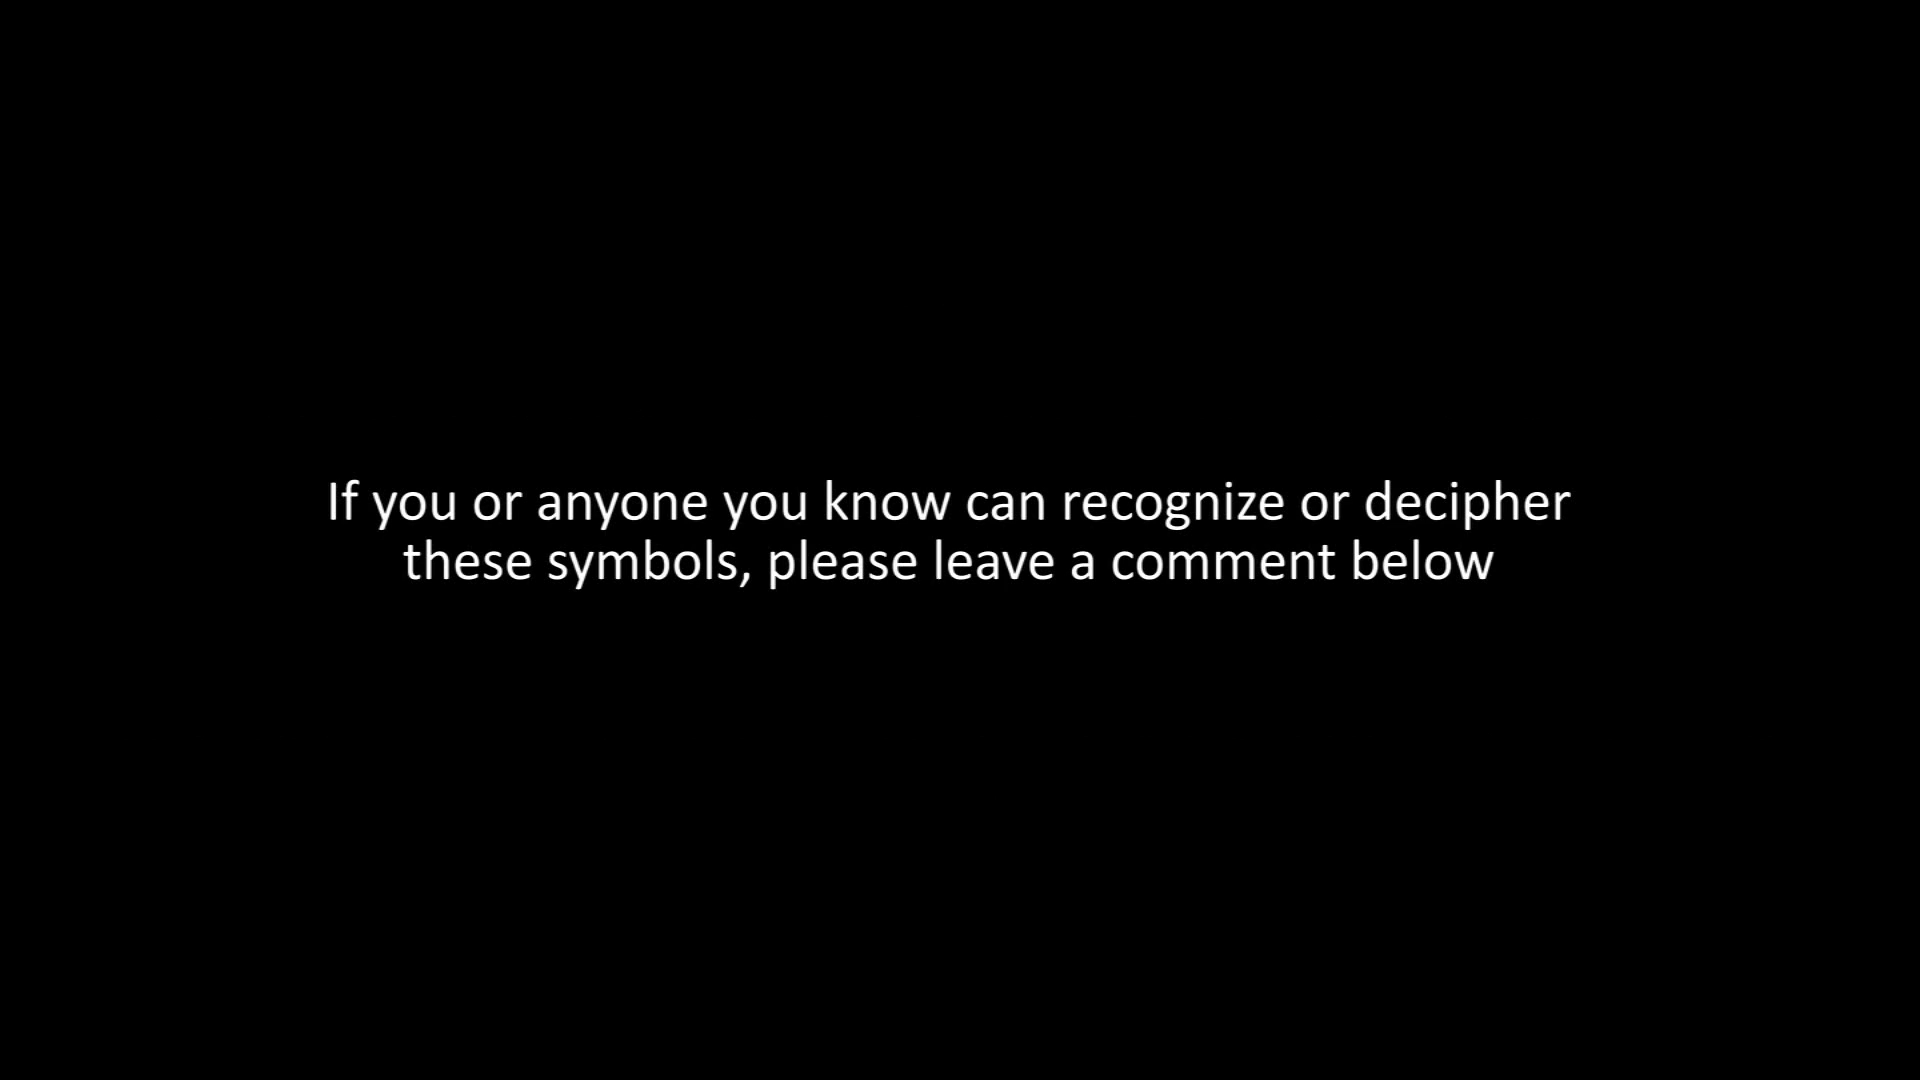 If you or anyone you know can recognize or decipher
these symbols, please leave a comment below